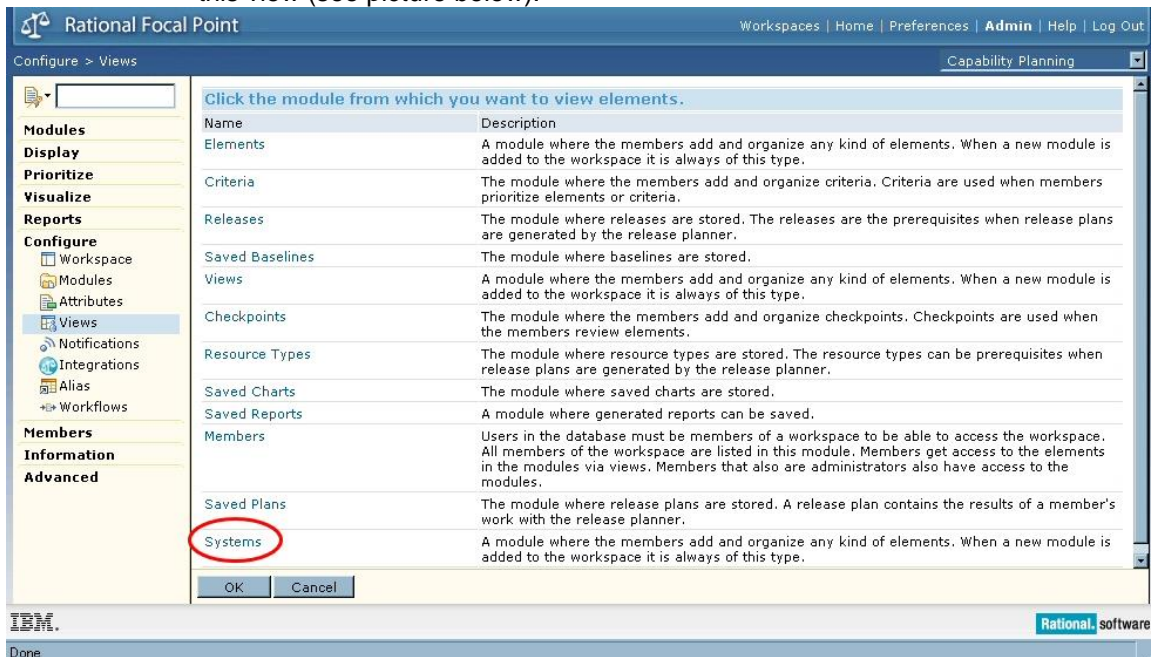 this view (see picture below).
Rational Focal Point
Workspaces | Home | Preferences | Admin | Help | Log Out
Configure > Views
Capability Planning
Modules
Display
Prioritize
Visualize
Reports
Configure
Workspace
Modules
Attributes
Views
Notifications
Integrations
Alias
Workflows
Members
Information
Advanced
Click the module from which you want to view elements.
Name Description
Elements A module where the members add and organize any kind of elements. When a new module is
added to the workspace it is always of this type.
Criteria The module where the members add and organize criteria. Criteria are used when members
prioritize elements or criteria.
Releases The module where releases are stored. The releases are the prerequisites when release plans
are generated by the release planner.
Saved Baselines The module where baselines are stored.
Views A module where the members add and organize any kind of elements. When a new module is
added to the workspace it is always of this type.
Checkpoints The module where the members add and organize checkpoints. Checkpoints are used when
the members review elements.
Resource Types The module where resource types are stored. The resource types can be prerequisites when
release plans are generated by the release planner.
Saved Charts The module where saved charts are stored.
Saved Reports A module where generated reports can be saved.
Members Users in the database must be members of a workspace to be able to access the workspace.
All members of the workspace are listed in this module. Members get access to the elements
in the modules via views. Members that also are administrators also have access to the
modules.
Saved Plans The module where release plans are stored. A release plan contains the results of a member's
work with the release planner.
Systems A module where the members add and organize any kind of elements. When a new module is
added to the workspace it is always of this type.
OK Cancel
IBM.
Rational. software
Done